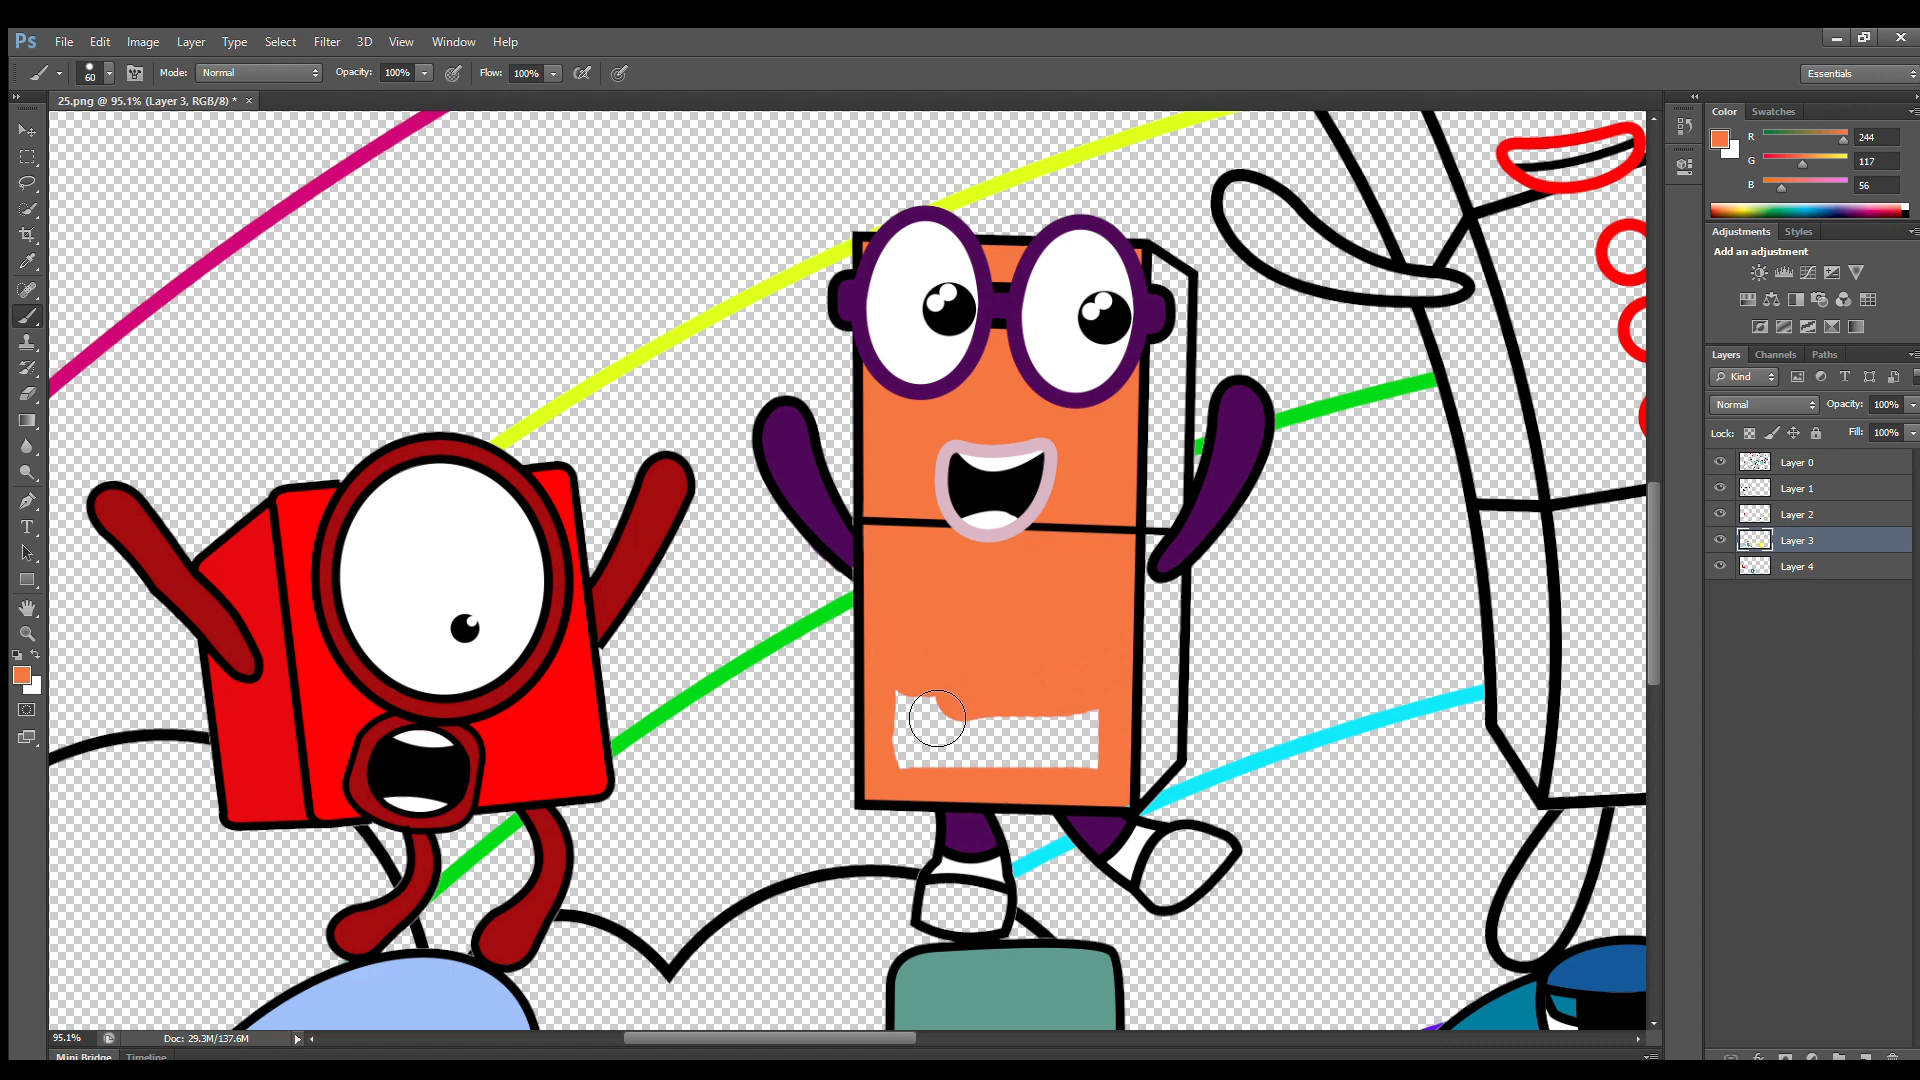 Ps File Edit Image Layer Type Select Filter 3D View Window Help
60 Mode: Normal Opacity: 100% Flow: 100% Essentials
25.png @ 95.1% (Layer 3, RGB/8) * ×
Color Swatches
R 244
G 117
B 56
Adjustments Styles
Add an adjustment
Layers Channels Paths
Kind T
Normal Opacity: 100%
Lock: Fill: 100%
Layer 0
Layer 1
Layer 2
Layer 3
Layer 4
T
95.1% Doc: 29.3M/137.6M
Mini Bridge Timeline
fx